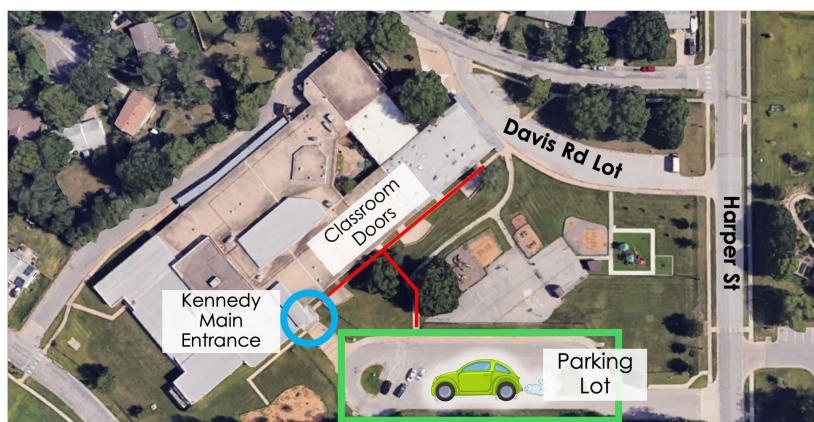 Davis Rd Lot
Classroom
Doors
Harper St
Kennedy
Main
Entrance
Parking
Lot